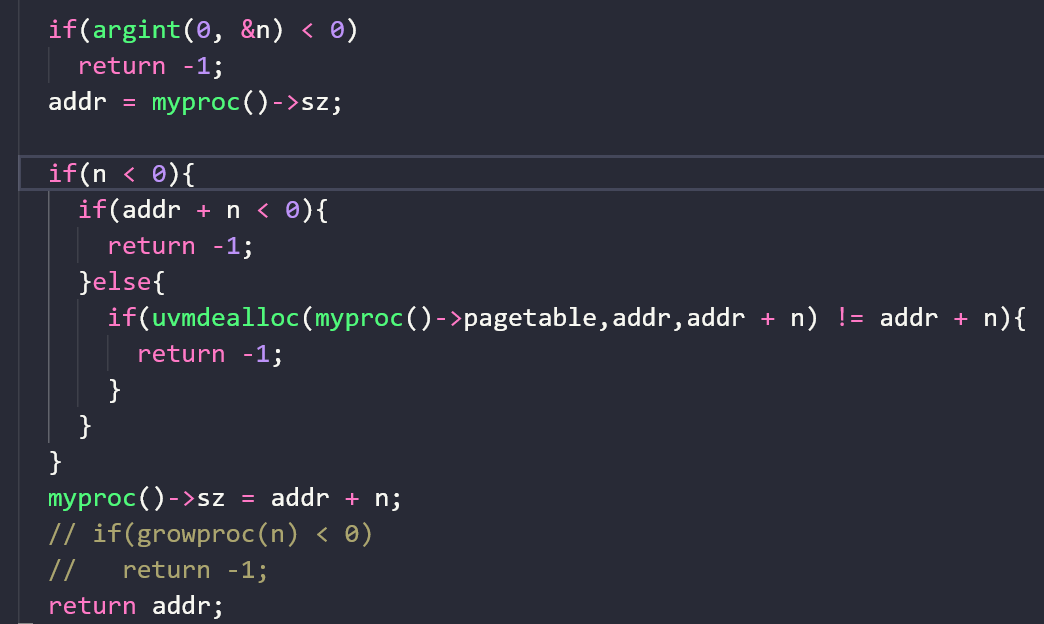 if(argint(0, &n) < 0)
  return -1;
addr = myproc()->sz;

if(n < 0){
  if(addr + n < 0){
    return -1;
  }else{
    if(uvmdealloc(myproc()->pagetable,addr,addr + n) != addr + n){
      return -1;
    }
  }
}
myproc()->sz = addr + n;
// if(growproc(n) < 0)
//   return -1;
return addr;